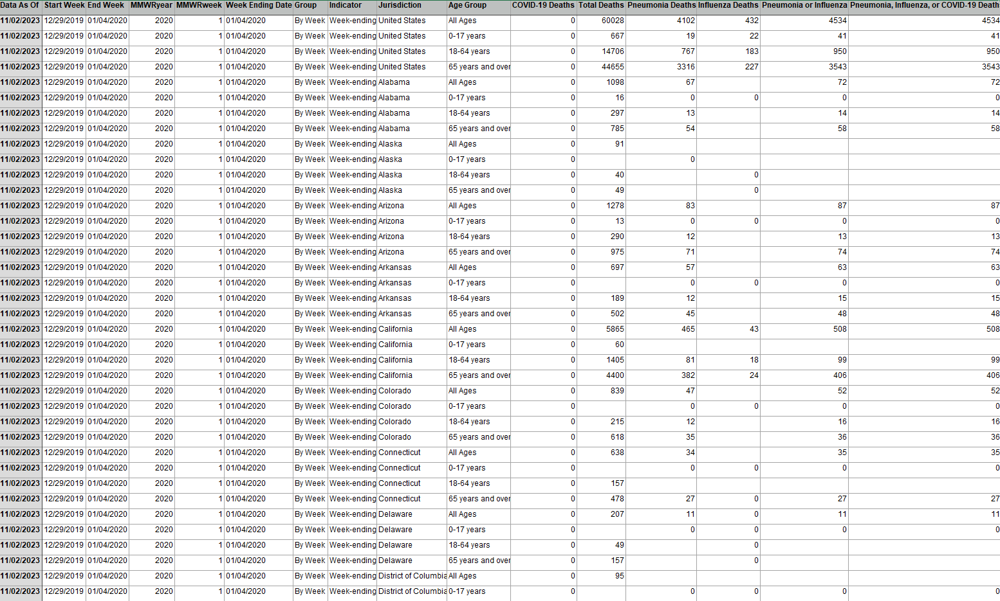 Data As Of Start Week End Week MMWRyear MMWRweek Week Ending Date Group Indicator Jurisdiction Age Group COVID-19 Deaths Total Deaths Pneumonia Deaths Influenza Deaths Pneumonia or Influenza Pneumonia, Influenza, or COVID-19 Death
11/02/2023 12/29/2019 01/04/2020 2020 1 01/04/2020 By Week Week-ending United States All Ages 0 60028 4102 432 4534 4534
11/02/2023 12/29/2019 01/04/2020 2020 1 01/04/2020 By Week Week-ending United States 0-17 years 0 667 19 22 41 41
11/02/2023 12/29/2019 01/04/2020 2020 1 01/04/2020 By Week Week-ending United States 18-64 years 0 14706 767 183 950 950
11/02/2023 12/29/2019 01/04/2020 2020 1 01/04/2020 By Week Week-ending United States 65 years and over 0 44655 3316 227 3543 3543
11/02/2023 12/29/2019 01/04/2020 2020 1 01/04/2020 By Week Week-ending Alabama All Ages 0 1098 67 72 72
11/02/2023 12/29/2019 01/04/2020 2020 1 01/04/2020 By Week Week-ending Alabama 0-17 years 0 16 0 0 0 0
11/02/2023 12/29/2019 01/04/2020 2020 1 01/04/2020 By Week Week-ending Alabama 18-64 years 0 297 13 14 14
11/02/2023 12/29/2019 01/04/2020 2020 1 01/04/2020 By Week Week-ending Alabama 65 years and over 0 785 54 58 58
11/02/2023 12/29/2019 01/04/2020 2020 1 01/04/2020 By Week Week-ending Alaska All Ages 0 91
11/02/2023 12/29/2019 01/04/2020 2020 1 01/04/2020 By Week Week-ending Alaska 0-17 years 0 0
11/02/2023 12/29/2019 01/04/2020 2020 1 01/04/2020 By Week Week-ending Alaska 18-64 years 0 40 0
11/02/2023 12/29/2019 01/04/2020 2020 1 01/04/2020 By Week Week-ending Alaska 65 years and over 0 49 0
11/02/2023 12/29/2019 01/04/2020 2020 1 01/04/2020 By Week Week-ending Arizona All Ages 0 1278 83 87 87
11/02/2023 12/29/2019 01/04/2020 2020 1 01/04/2020 By Week Week-ending Arizona 0-17 years 0 13 0 0 0 0
11/02/2023 12/29/2019 01/04/2020 2020 1 01/04/2020 By Week Week-ending Arizona 18-64 years 0 290 12 13 13
11/02/2023 12/29/2019 01/04/2020 2020 1 01/04/2020 By Week Week-ending Arizona 65 years and over 0 975 71 74 74
11/02/2023 12/29/2019 01/04/2020 2020 1 01/04/2020 By Week Week-ending Arkansas All Ages 0 697 57 63 63
11/02/2023 12/29/2019 01/04/2020 2020 1 01/04/2020 By Week Week-ending Arkansas 0-17 years 0 0 0 0 0
11/02/2023 12/29/2019 01/04/2020 2020 1 01/04/2020 By Week Week-ending Arkansas 18-64 years 0 189 12 15 15
11/02/2023 12/29/2019 01/04/2020 2020 1 01/04/2020 By Week Week-ending Arkansas 65 years and over 0 502 45 48 48
11/02/2023 12/29/2019 01/04/2020 2020 1 01/04/2020 By Week Week-ending California All Ages 0 5865 465 43 508 508
11/02/2023 12/29/2019 01/04/2020 2020 1 01/04/2020 By Week Week-ending California 0-17 years 0 60
11/02/2023 12/29/2019 01/04/2020 2020 1 01/04/2020 By Week Week-ending California 18-64 years 0 1405 81 18 99 99
11/02/2023 12/29/2019 01/04/2020 2020 1 01/04/2020 By Week Week-ending California 65 years and over 0 4400 382 24 406 406
11/02/2023 12/29/2019 01/04/2020 2020 1 01/04/2020 By Week Week-ending Colorado All Ages 0 839 47 52 52
11/02/2023 12/29/2019 01/04/2020 2020 1 01/04/2020 By Week Week-ending Colorado 0-17 years 0 0 0 0 0
11/02/2023 12/29/2019 01/04/2020 2020 1 01/04/2020 By Week Week-ending Colorado 18-64 years 0 215 12 16 16
11/02/2023 12/29/2019 01/04/2020 2020 1 01/04/2020 By Week Week-ending Colorado 65 years and over 0 618 35 36 36
11/02/2023 12/29/2019 01/04/2020 2020 1 01/04/2020 By Week Week-ending Connecticut All Ages 0 638 34 35 35
11/02/2023 12/29/2019 01/04/2020 2020 1 01/04/2020 By Week Week-ending Connecticut 0-17 years 0 0 0 0 0
11/02/2023 12/29/2019 01/04/2020 2020 1 01/04/2020 By Week Week-ending Connecticut 18-64 years 0 157
11/02/2023 12/29/2019 01/04/2020 2020 1 01/04/2020 By Week Week-ending Connecticut 65 years and over 0 478 27 0 27 27
11/02/2023 12/29/2019 01/04/2020 2020 1 01/04/2020 By Week Week-ending Delaware All Ages 0 207 11 0 11 11
11/02/2023 12/29/2019 01/04/2020 2020 1 01/04/2020 By Week Week-ending Delaware 0-17 years 0 0 0 0 0
11/02/2023 12/29/2019 01/04/2020 2020 1 01/04/2020 By Week Week-ending Delaware 18-64 years 0 49 0
11/02/2023 12/29/2019 01/04/2020 2020 1 01/04/2020 By Week Week-ending Delaware 65 years and over 0 157 0
11/02/2023 12/29/2019 01/04/2020 2020 1 01/04/2020 By Week Week-ending District of Columbia All Ages 0 95
11/02/2023 12/29/2019 01/04/2020 2020 1 01/04/2020 By Week Week-ending District of Columbia 0-17 years 0 0 0 0 0